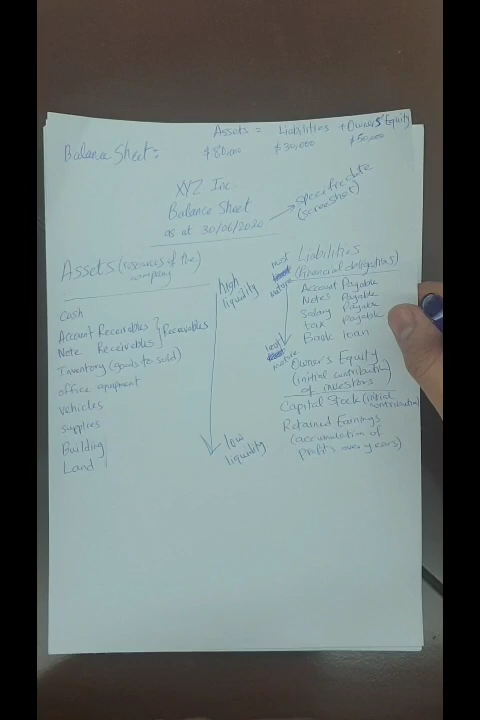 Assets = Liabilities + Owner's Equity
Balance Sheet: $80,000 $30,000 $50,000
XYZ Inc
Balance Sheet
as at 30/06/2020
specific date
(screenshot)
Assets (resources of the
company)
Cash
Account Receivables
Note Receivables
Receivables
Inventory (goods to sold)
office equipment
vehicles
supplies
Building
Land
high
liquidity
low
liquidity
most
mature
least
mature
Liabilities
(financial obligations)
Account Payable
Notes Payable
Salary Payable
tax Payable
Bank loan
Owner's Equity
(initial contribution
of investors)
Capital Stock (initial
contribution)
Retained Earnings
(accumulation of
profits over years)